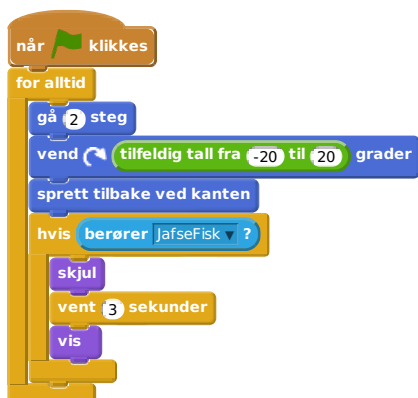 når klikkes
for alltid
gå 2 steg
vend tilfeldig tall fra -20 til 20 grader
sprett tilbake ved kanten
hvis berører JafseFisk ?
skjul
vent 3 sekunder
vis